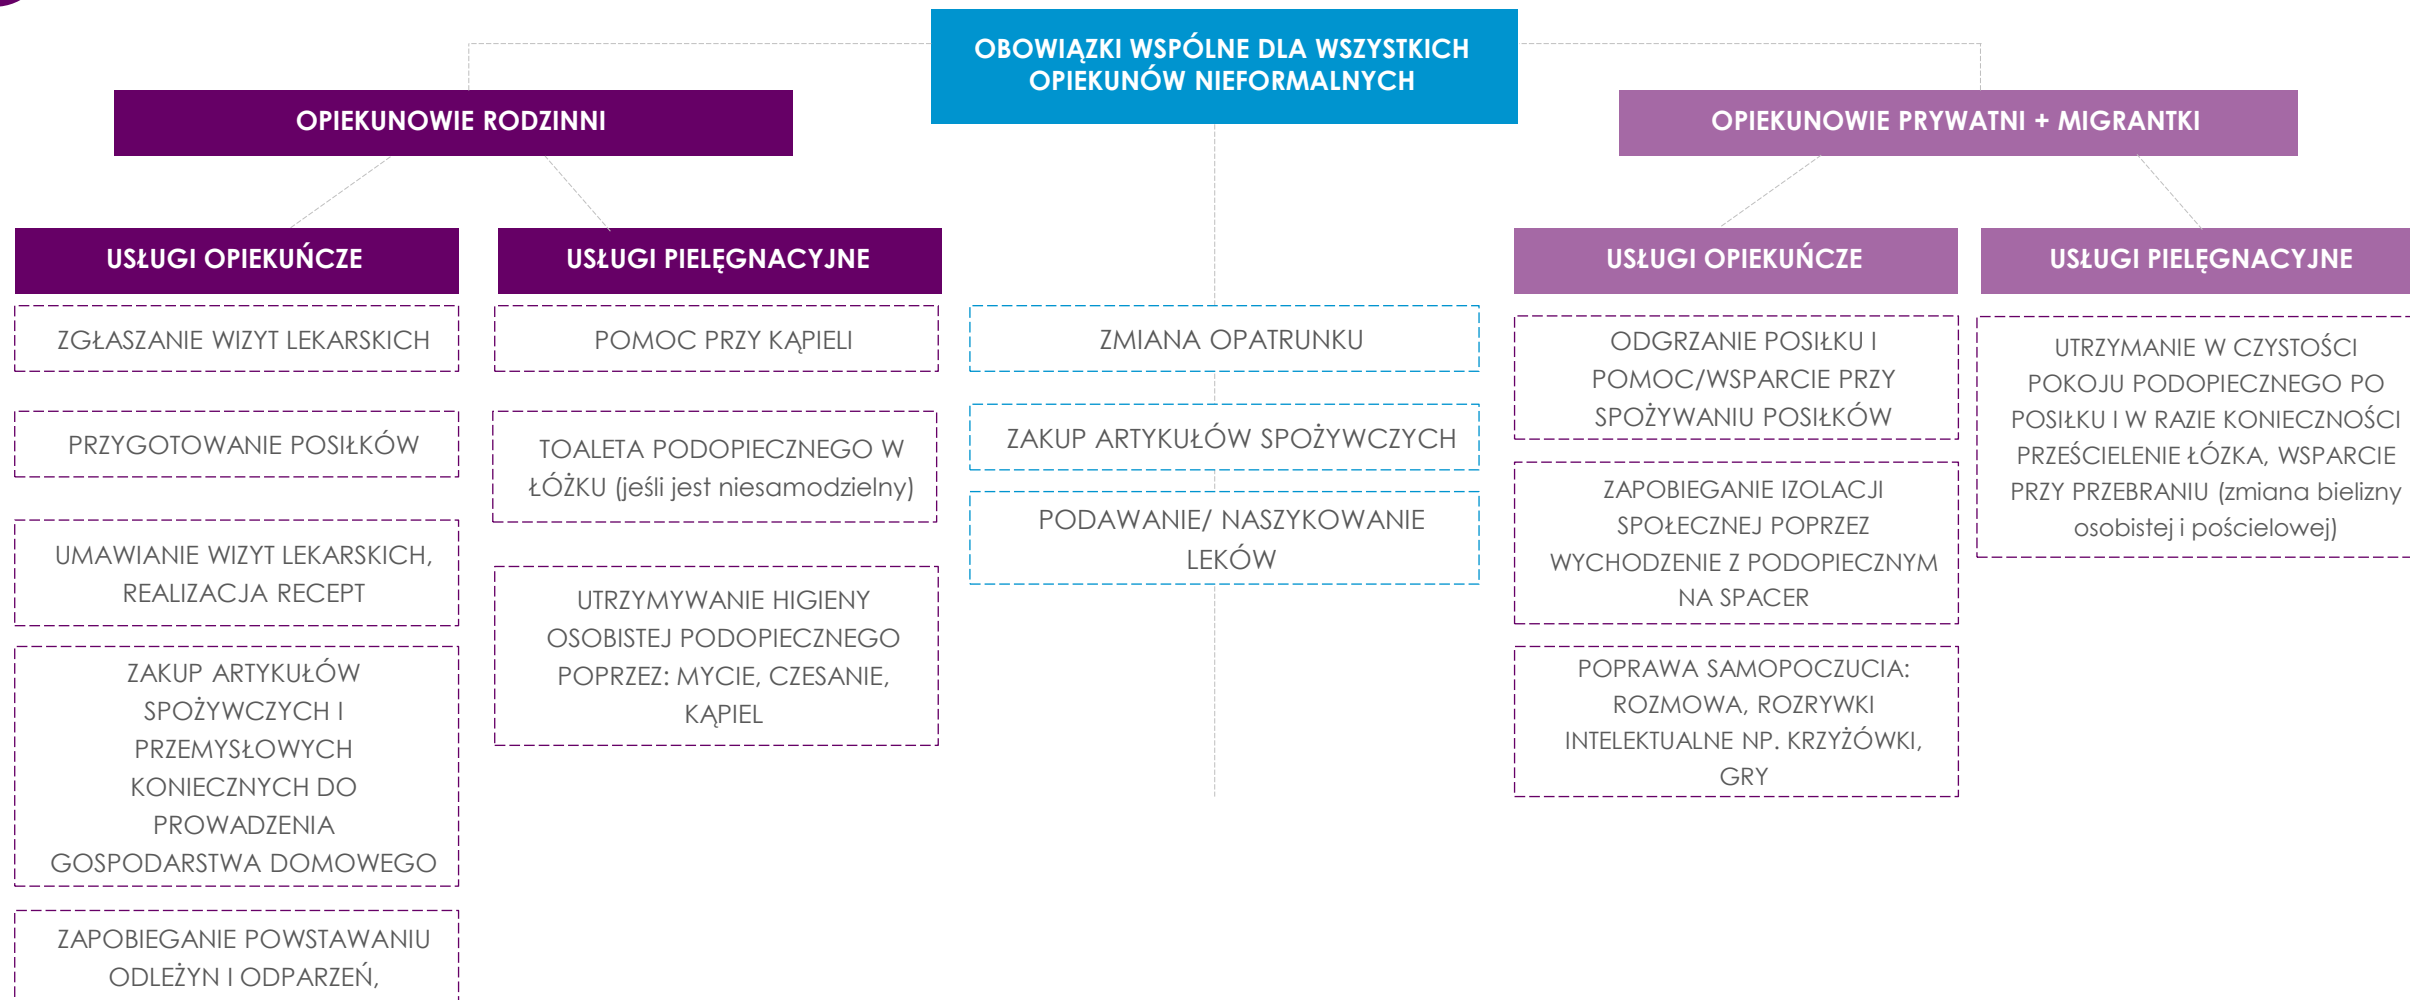 OBOWIĄZKI WSPÓLNE DLA WSZYSTKICH
OPIEKUNÓW NIEFORMALNYCH
OPIEKUNOWIE RODZINNI
OPIEKUNOWIE PRYWATNI + MIGRANTKI
USŁUGI OPIEKUŃCZE
ZGŁASZANIE WIZYT LEKARSKICH
PRZYGOTOWANIE POSIŁKÓW
UMAWIANIE WIZYT LEKARSKICH,
REALIZACJA RECEPT
ZAKUP ARTYKUŁÓW
SPOŻYWCZYCH I
PRZEMYSŁOWYCH
KONIECZNYCH DO
PROWADZENIA
GOSPODARSTWA DOMOWEGO
ZAPOBIEGANIE POWSTAWANIU
ODLEŻYN I ODPARZEŃ,
USŁUGI PIELĘGNACYJNE
POMOC PRZY KĄPIELI
TOALETA PODOPIECZNEGO W
ŁÓŻKU (jeśli jest niesamodzielny)
UTRZYMYWANIE HIGIENY
OSOBISTEJ PODOPIECZNEGO
POPRZEZ: MYCIE, CZESANIE,
KĄPIEL
ZMIANA OPATRUNKU
ZAKUP ARTYKUŁÓW SPOŻYWCZYCH
PODAWANIE/ NASZYKOWANIE
LEKÓW
USŁUGI OPIEKUŃCZE
ODGRZANIE POSIŁKU I
POMOC/WSPARCIE PRZY
SPOŻYWANIU POSIŁKÓW
ZAPOBIEGANIE IZOLACJI
SPOŁECZNEJ POPRZEZ
WYCHODZENIE Z PODOPIECZNYM
NA SPACER
POPRAWA SAMOPOCZUCIA:
ROZMOWA, ROZRYWKI
INTELEKTUALNE NP. KRZYŻÓWKI,
GRY
USŁUGI PIELĘGNACYJNE
UTRZYMANIE W CZYSTOŚCI
POKOJU PODOPIECZNEGO PO
POSIŁKU I W RAZIE KONIECZNOŚCI
PRZEŚCIELENIE ŁÓZKA, WSPARCIE
PRZY PRZEBRANIU (zmiana bielizny
osobistej i pościelowej)